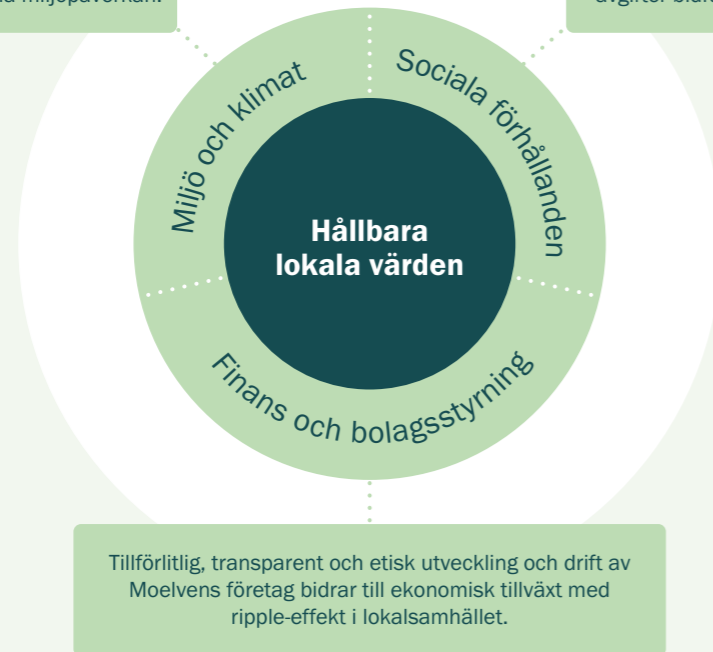 miljöpåverkan.
Miljö och klimat
Sociala förhållanden
Hållbara
lokala värden
Finans och bolagsstyrning
Tillförlitlig, transparent och etisk utveckling och drift av
Moelvens företag bidrar till ekonomisk tillväxt med
ripple-effekt i lokalsamhället.